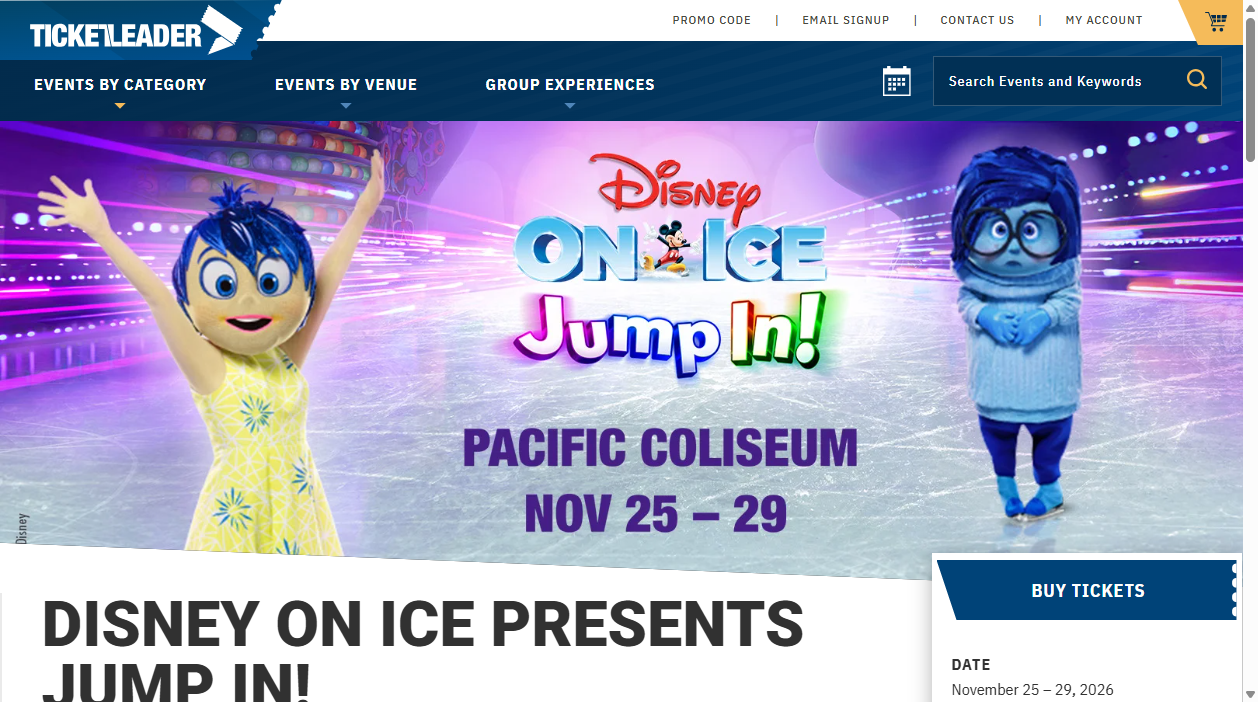 TICKETLEADER
PROMO CODE | EMAIL SIGNUP | CONTACT US | MY ACCOUNT
EVENTS BY CATEGORY
EVENTS BY VENUE
GROUP EXPERIENCES
Search Events and Keywords
Disney
ON ICE
Jump In!
PACIFIC COLISEUM
NOV 25 – 29
Disney
BUY TICKETS
DISNEY ON ICE PRESENTS
JUMP IN!
DATE
November 25 – 29, 2026